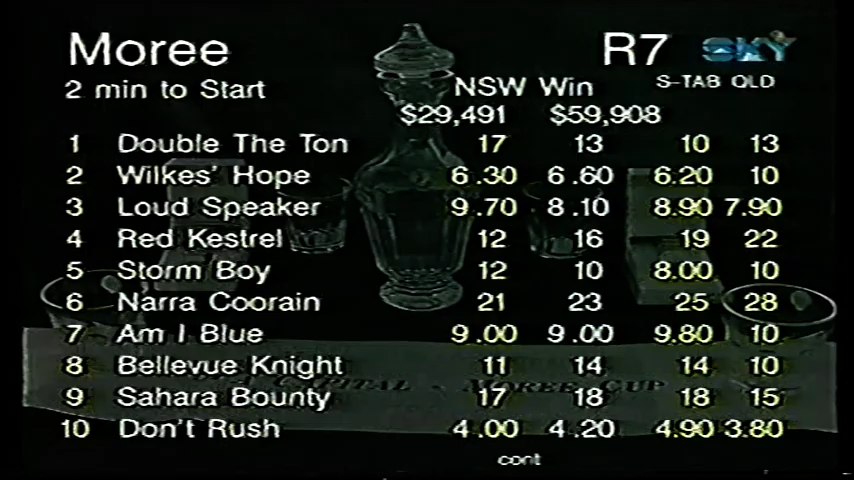 Moree R7 SKY
2 min to Start NSW Win S-TAB QLD
$29,491 $59,908
1 Double The Ton 17 13 10 13
2 Wilkes' Hope 6.30 6.60 6.20 10
3 Loud Speaker 9.70 8.10 8.90 7.90
4 Red Kestrel 12 16 19 22
5 Storm Boy 12 10 8.00 10
6 Narra Coorain 21 23 25 28
7 Am I Blue 9.00 9.00 9.80 10
8 Bellevue Knight 11 14 14 10
CAPITAL - MOREE CUP
9 Sahara Bounty 17 18 18 15
10 Don't Rush 4.00 4.20 4.90 3.80
cont